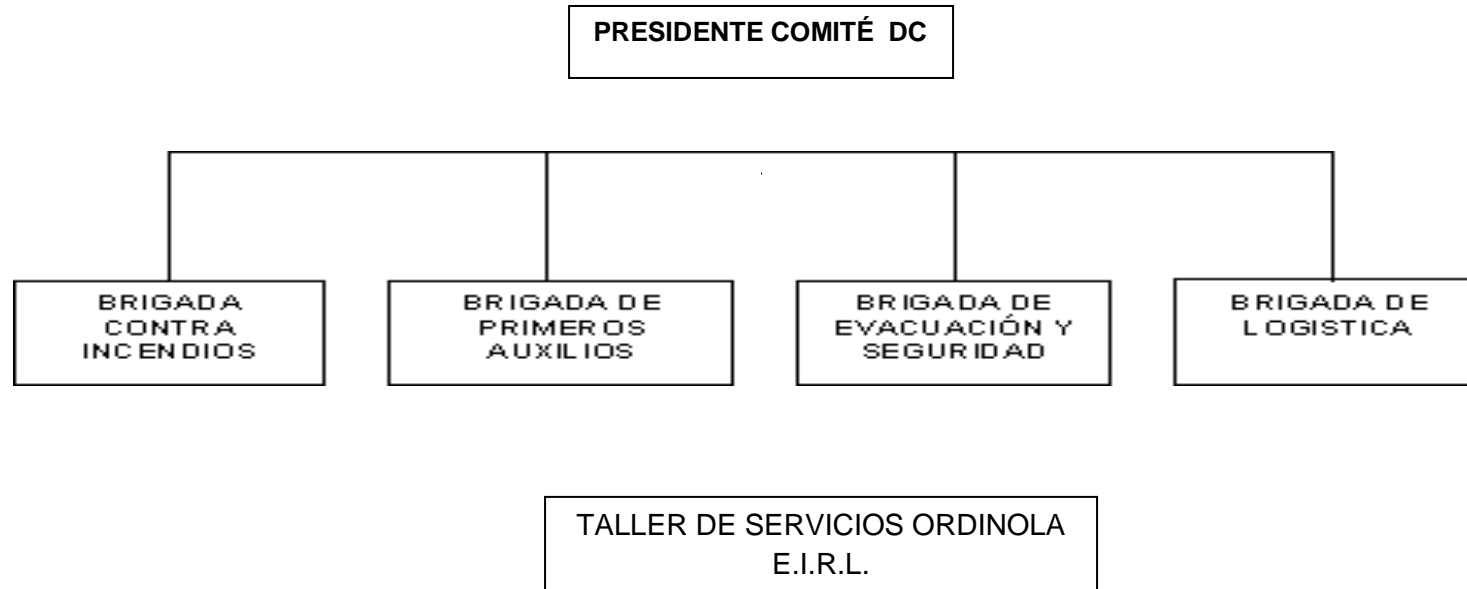 PRESIDENTE COMITÉ DC
BRIGADA
CONTRA
INCENDIOS
BRIGADA DE
PRIMEROS
AUXILIOS
BRIGADA DE
EVACUACIÓN Y
SEGURIDAD
BRIGADA DE
LOGISTICA
TALLER DE SERVICIOS ORDINOLA
E.I.R.L.